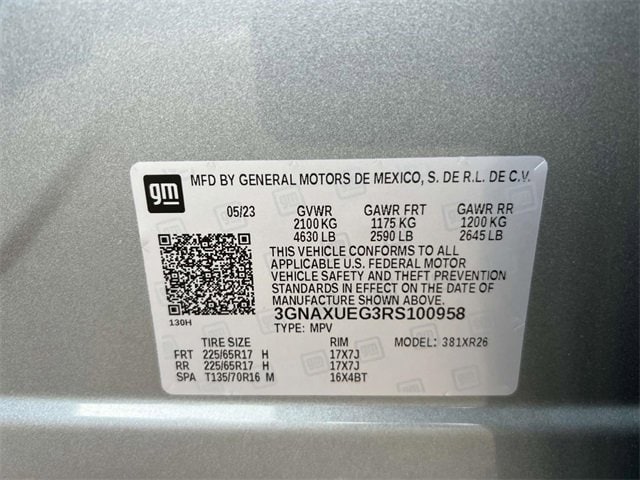 gm MFD BY GENERAL MOTORS DE MEXICO, S. DE R.L. DE C.V.
05/23 GVWR GAWR FRT GAWR RR
2100 KG 1175 KG 1200 KG
4630 LB 2590 LB 2645 LB
THIS VEHICLE CONFORMS TO ALL
APPLICABLE U.S. FEDERAL MOTOR
VEHICLE SAFETY AND THEFT PREVENTION
STANDARDS IN EFFECT ON THE DATE OF
MANUFACTURE SHOWN ABOVE.
130H 3GNAXUEG3RS100958
TYPE: MPV MODEL: 381XR26
TIRE SIZE RIM
FRT 225/65R17 H 17X7J
RR 225/65R17 H 17X7J
SPA T135/70R16 M 16X4BT